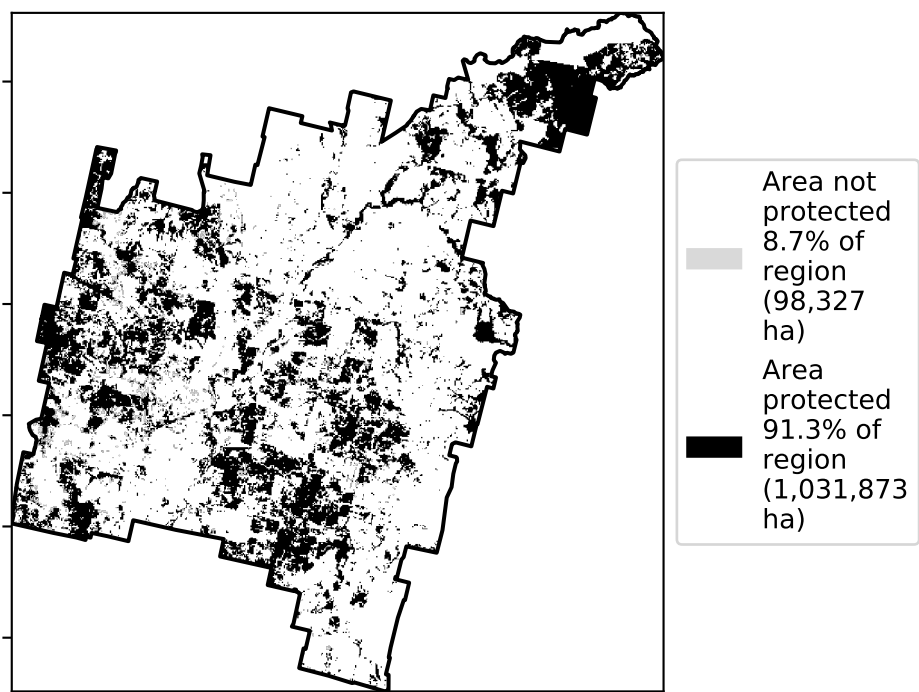 Area not
protected
8.7% of
region
(98,327
ha)
Area
protected
91.3% of
region
(1,031,873
ha)